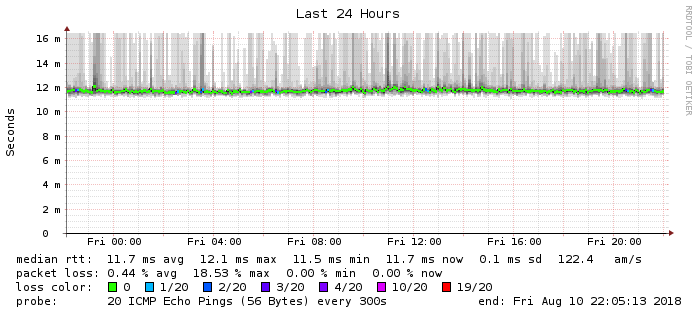 Last 24 Hours
RRDTOOL / TOBI OETIKER
Seconds
16 m
14 m
12 m
10 m
8 m
6 m
4 m
2 m
0
Fri 00:00 Fri 04:00 Fri 08:00 Fri 12:00 Fri 16:00 Fri 20:00
median rtt: 11.7 ms avg 12.1 ms max 11.5 ms min 11.7 ms now 0.1 ms sd 122.4 am/s
packet loss: 0.44 % avg 18.53 % max 0.00 % min 0.00 % now
loss color: 0 1/20 2/20 3/20 4/20 10/20 19/20
probe: 20 ICMP Echo Pings (56 Bytes) every 300s end: Fri Aug 10 22:05:13 2018